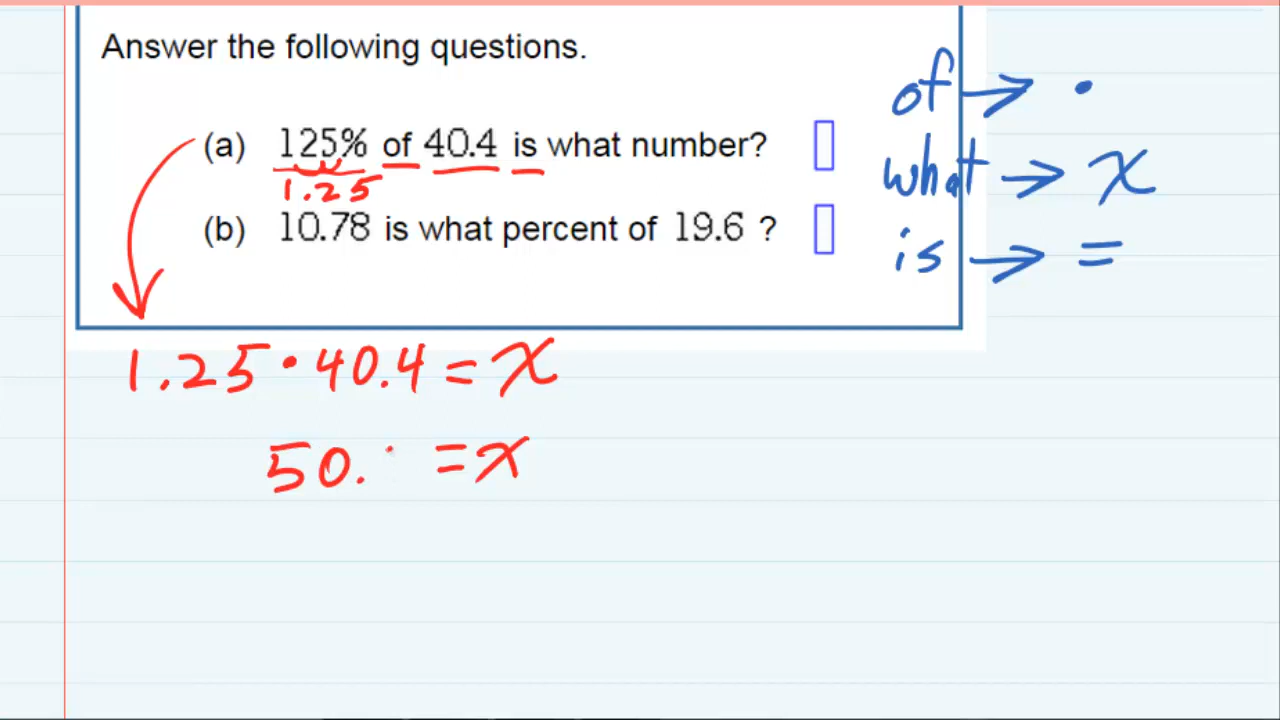 Answer the following questions.
of → ·
(a) 125% of 40.4 is what number?
1.25
what → x
(b) 10.78 is what percent of 19.6 ?
is → =
1.25 · 40.4 = x
50. = x